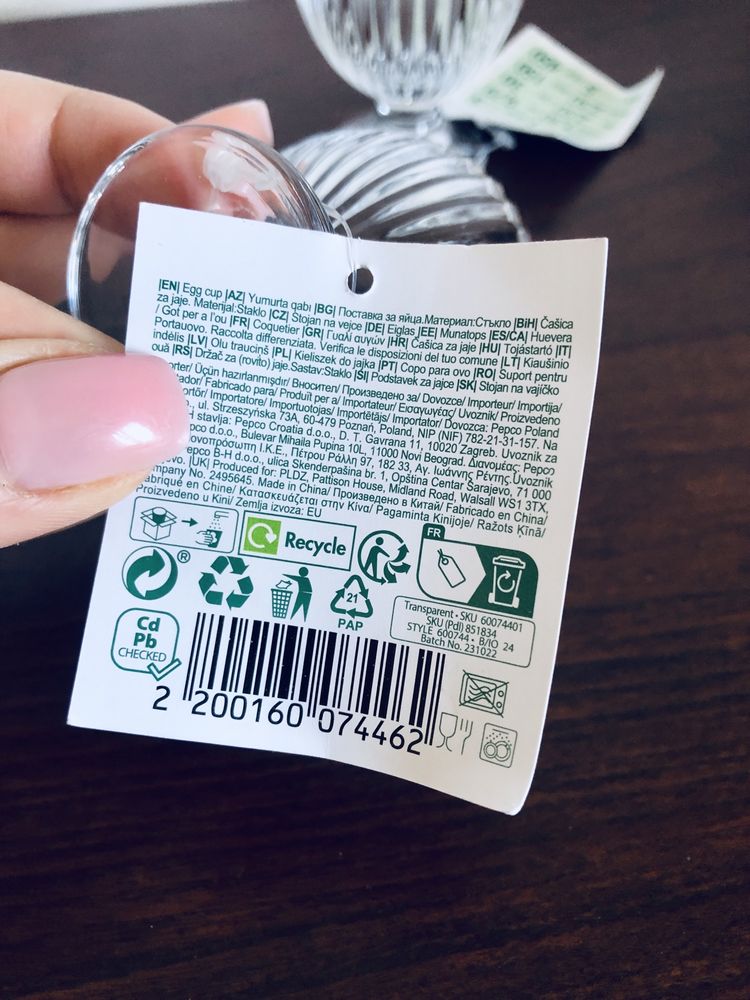 |EN| Egg cup |AZ| Yumurta qabı |BG| Поставка за яйца.Материал:Стъкло |BiH| Čašica
za jaje. Materijal:Staklo |CZ| Stojan na vejce |DE| Eiglas |EE| Munatops |ES/CA| Huevera
/ Got per a l'ou |FR| Coquetier |GR| Γυαλί αυγών |HR| Čašica za jaje |HU| Tojástartó |IT|
Portauovo. Raccolta differenziata. Verifica le disposizioni del tuo comune |LT| Kiaušinio
indėlis |LV| Olu trauciņš |PL| Kieliszek do jajka |PT| Copo para ovo |RO| Suport pentru
ouă |RS| Držač za (rovito) jaje.Sastav:Staklo |SI| Podstavek za jajce |SK| Stojan na vajíčko
Üçün hazırlanmışdır/ Вносител/ Произведено за/ Dovozce/ Importeur/ Importija/
Fabricado para/ Produït per a/ Importateur/ Εισαγωγέας/ Uvoznik/ Proizvedeno
Importatore/ Importuotojas/ Importētājs/ Importator/ Dovozca: Pepco Poland
ul. Strzeszyńska 73A, 60-479 Poznań, Poland, NIP (NIF) 782-21-31-157. Na
stavlja: Pepco Croatia d.o.o., D. T. Gavrana 11, 10020 Zagreb. Uvoznik za
d.o.o., Bulevar Mihaila Pupina 10L, 11000 Novi Beograd. Διανομέας: Pepco
Ι.Κ.Ε., Πέτρου Ράλλη 97, 182 33, Αγ. Ιωάννης Ρέντης.Uvoznik
B-H d.o.o., ulica Skenderpašina br. 1, Opština Centar Sarajevo, 71 000
|UK| Produced for: PLDZ, Pattison House, Midland Road, Walsall WS1 3TX,
Company No. 2495645. Made in China/ Произведено в Китай/ Fabricado en China/
Fabriqué en Chine/ Κατασκευάζεται στην Κίνα/ Pagaminta Kinijoje/ Ražots Ķīnā/
Proizvedeno u Kini/ Zemlja izvoza: EU
Recycle
FR
®
21
PAP
Transparent • SKU 60074401
SKU (Pdl) 851834
STYLE 600744 • B/IO 24
Batch No. 231022
Cd
Pb
CHECKED
2 200160 074462